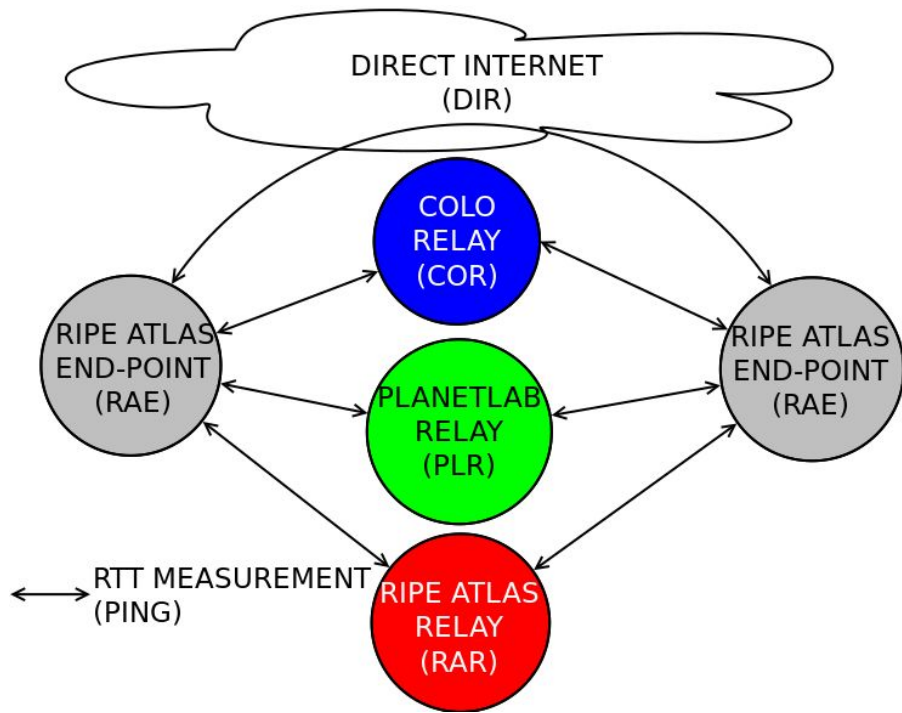 DIRECT INTERNET
(DIR)
COLO
RELAY
(COR)
RIPE ATLAS
END-POINT
(RAE)
RIPE ATLAS
END-POINT
(RAE)
PLANETLAB
RELAY
(PLR)
RTT MEASUREMENT
(PING)
RIPE ATLAS
RELAY
(RAR)